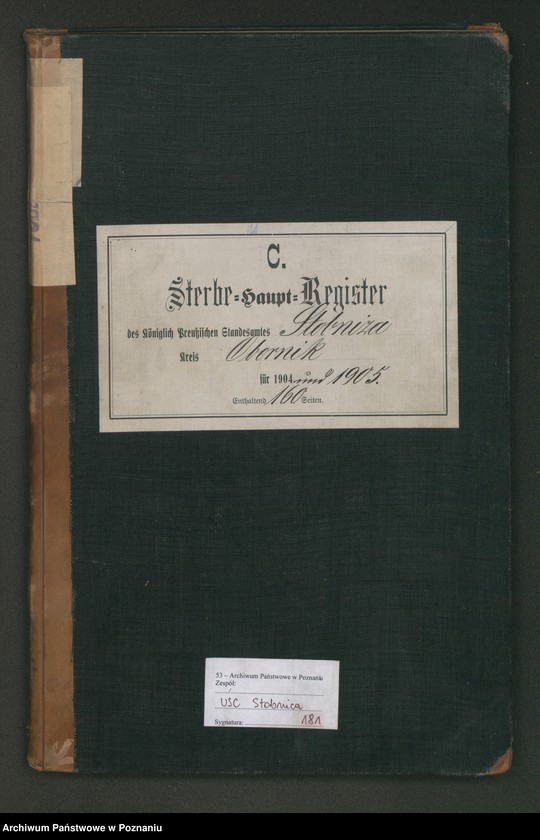 C.
Sterbe-Haupt-Register
des Königlich Preußischen Standesamtes Stobniza
Kreis Obornik
für 1904 und 1905.
Enthaltend 160 Seiten.
53 – Archiwum Państwowe w Poznaniu
Zespół:
USC Stobnica
Sygnatura: 181
Archiwum Państwowe w Poznaniu